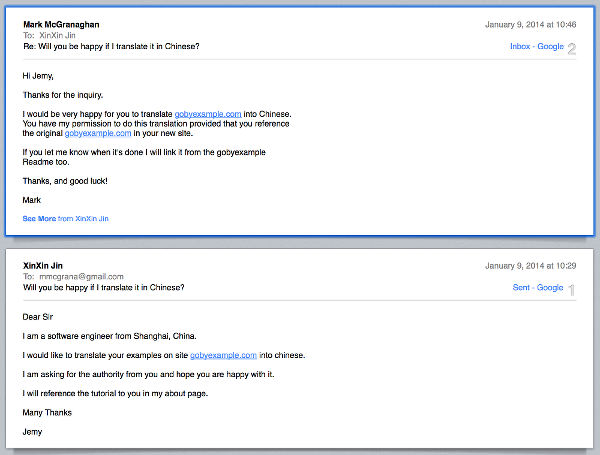 Mark McGranaghan
January 9, 2014 at 10:46
To: XinXin Jin
Re: Will you be happy if I translate it in Chinese?
Inbox - Google
2
Hi Jemy,
Thanks for the inquiry.
I would be very happy for you to translate gobyexample.com into Chinese.
You have my permission to do this translation provided that you reference
the original gobyexample.com in your new site.
If you let me know when it's done I will link it from the gobyexample
Readme too.
Thanks, and good luck!
Mark
See More from XinXin Jin
XinXin Jin
January 9, 2014 at 10:29
To: mmcgrana@gmail.com
Will you be happy if I translate it in Chinese?
Sent - Google
1
Dear Sir
I am a software engineer from Shanghai, China.
I would like to translate your examples on site gobyexample.com into chinese.
I am asking for the authority from you and hope you are happy with it.
I will reference the tutorial to you in my about page.
Many Thanks
Jemy